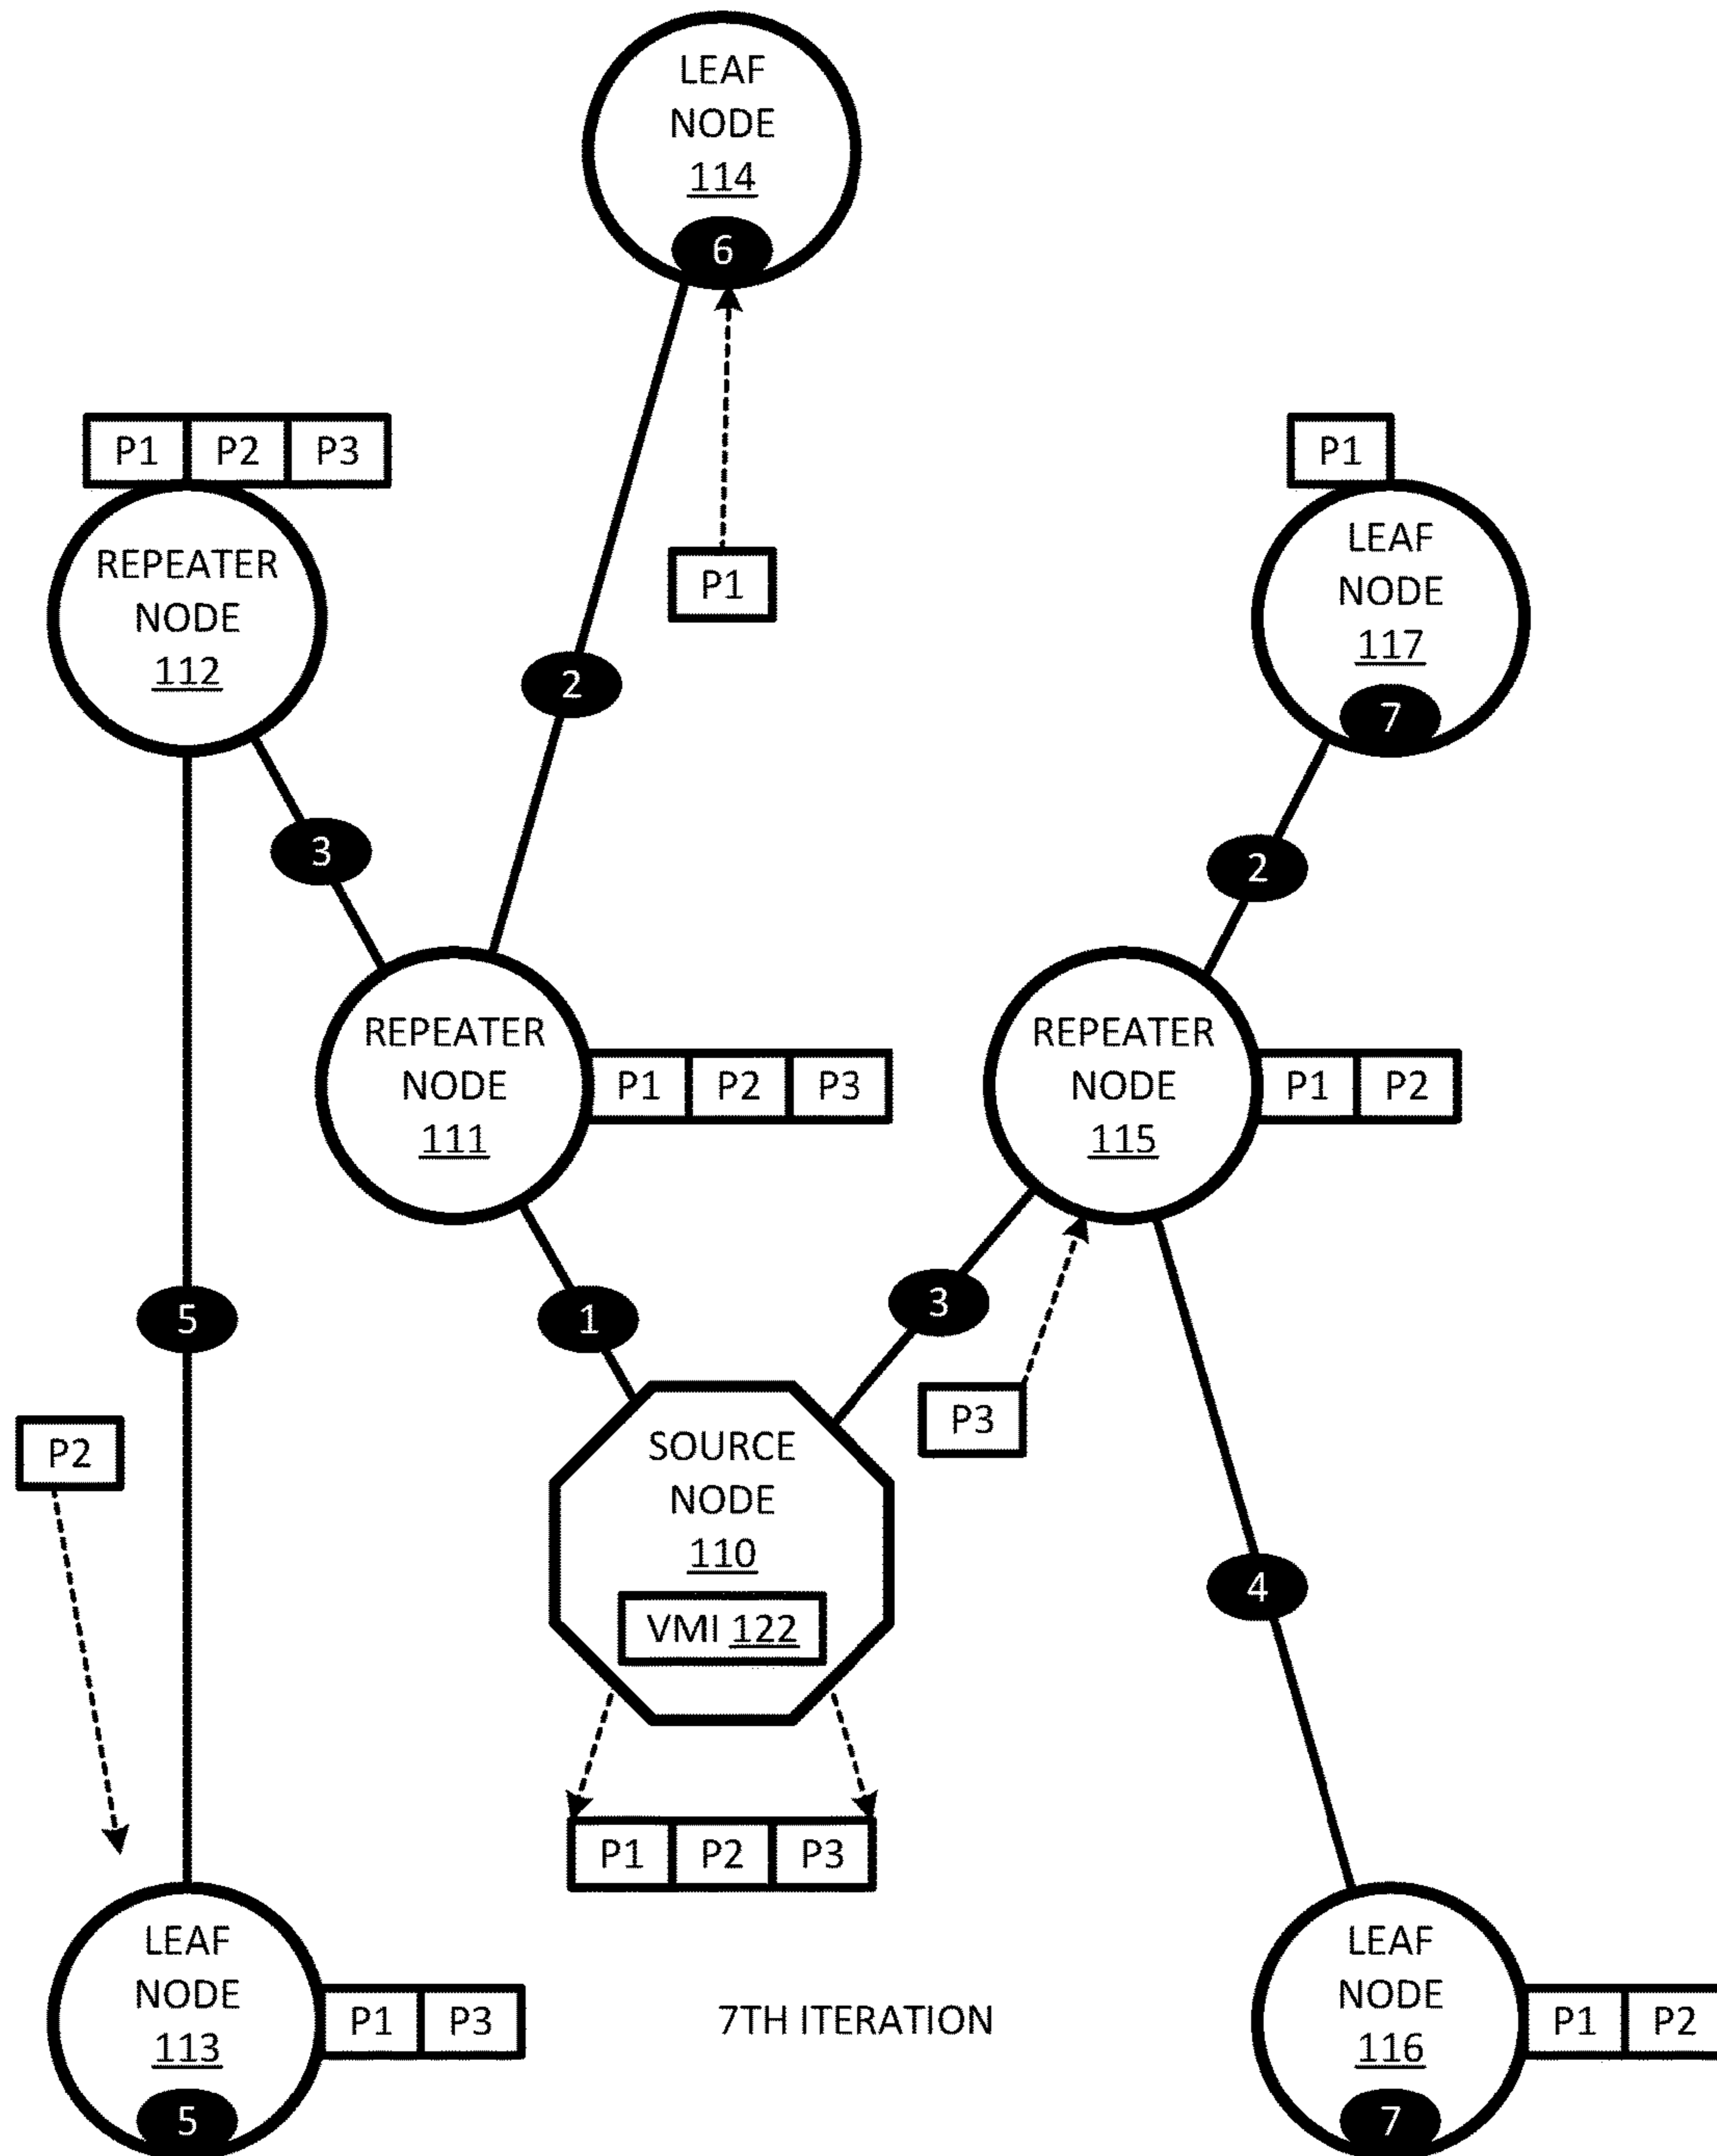 LEAF
NODE
114
6
P1
P1 P2 P3
REPEATER
NODE
112
P1
LEAF
NODE
117
7
2
3
2
REPEATER
NODE
111
P1 P2 P3
REPEATER
NODE
115
P1 P2
5
1
3
P2
P3
SOURCE
NODE
110
VMI 122
4
P1 P2 P3
LEAF
NODE
113
5
P1 P3
7TH ITERATION
LEAF
NODE
116
7
P1 P2